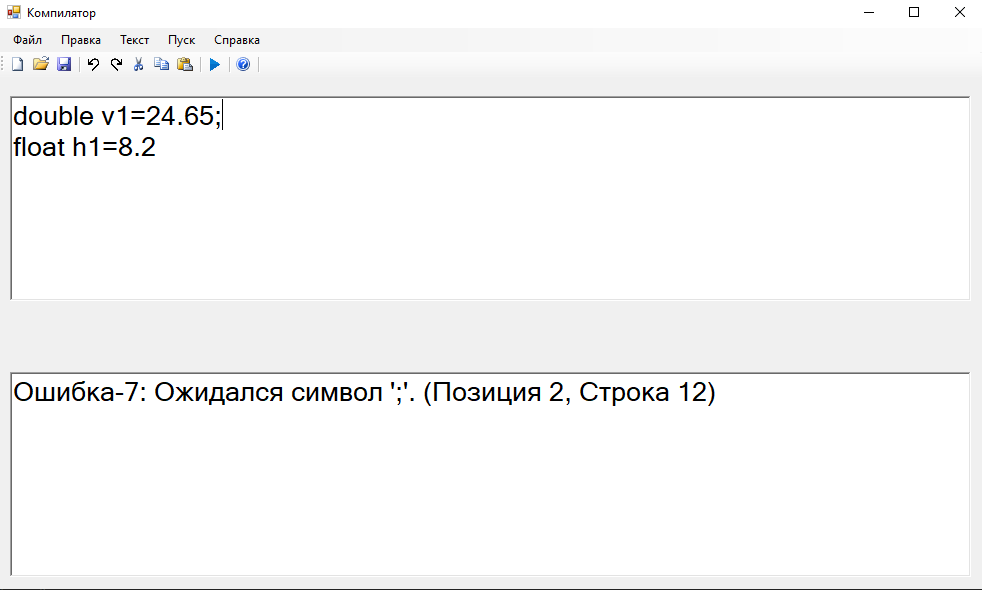 Компилятор
Файл Правка Текст Пуск Справка
double v1=24.65;
float h1=8.2
Ошибка-7: Ожидался символ ';'. (Позиция 2, Строка 12)